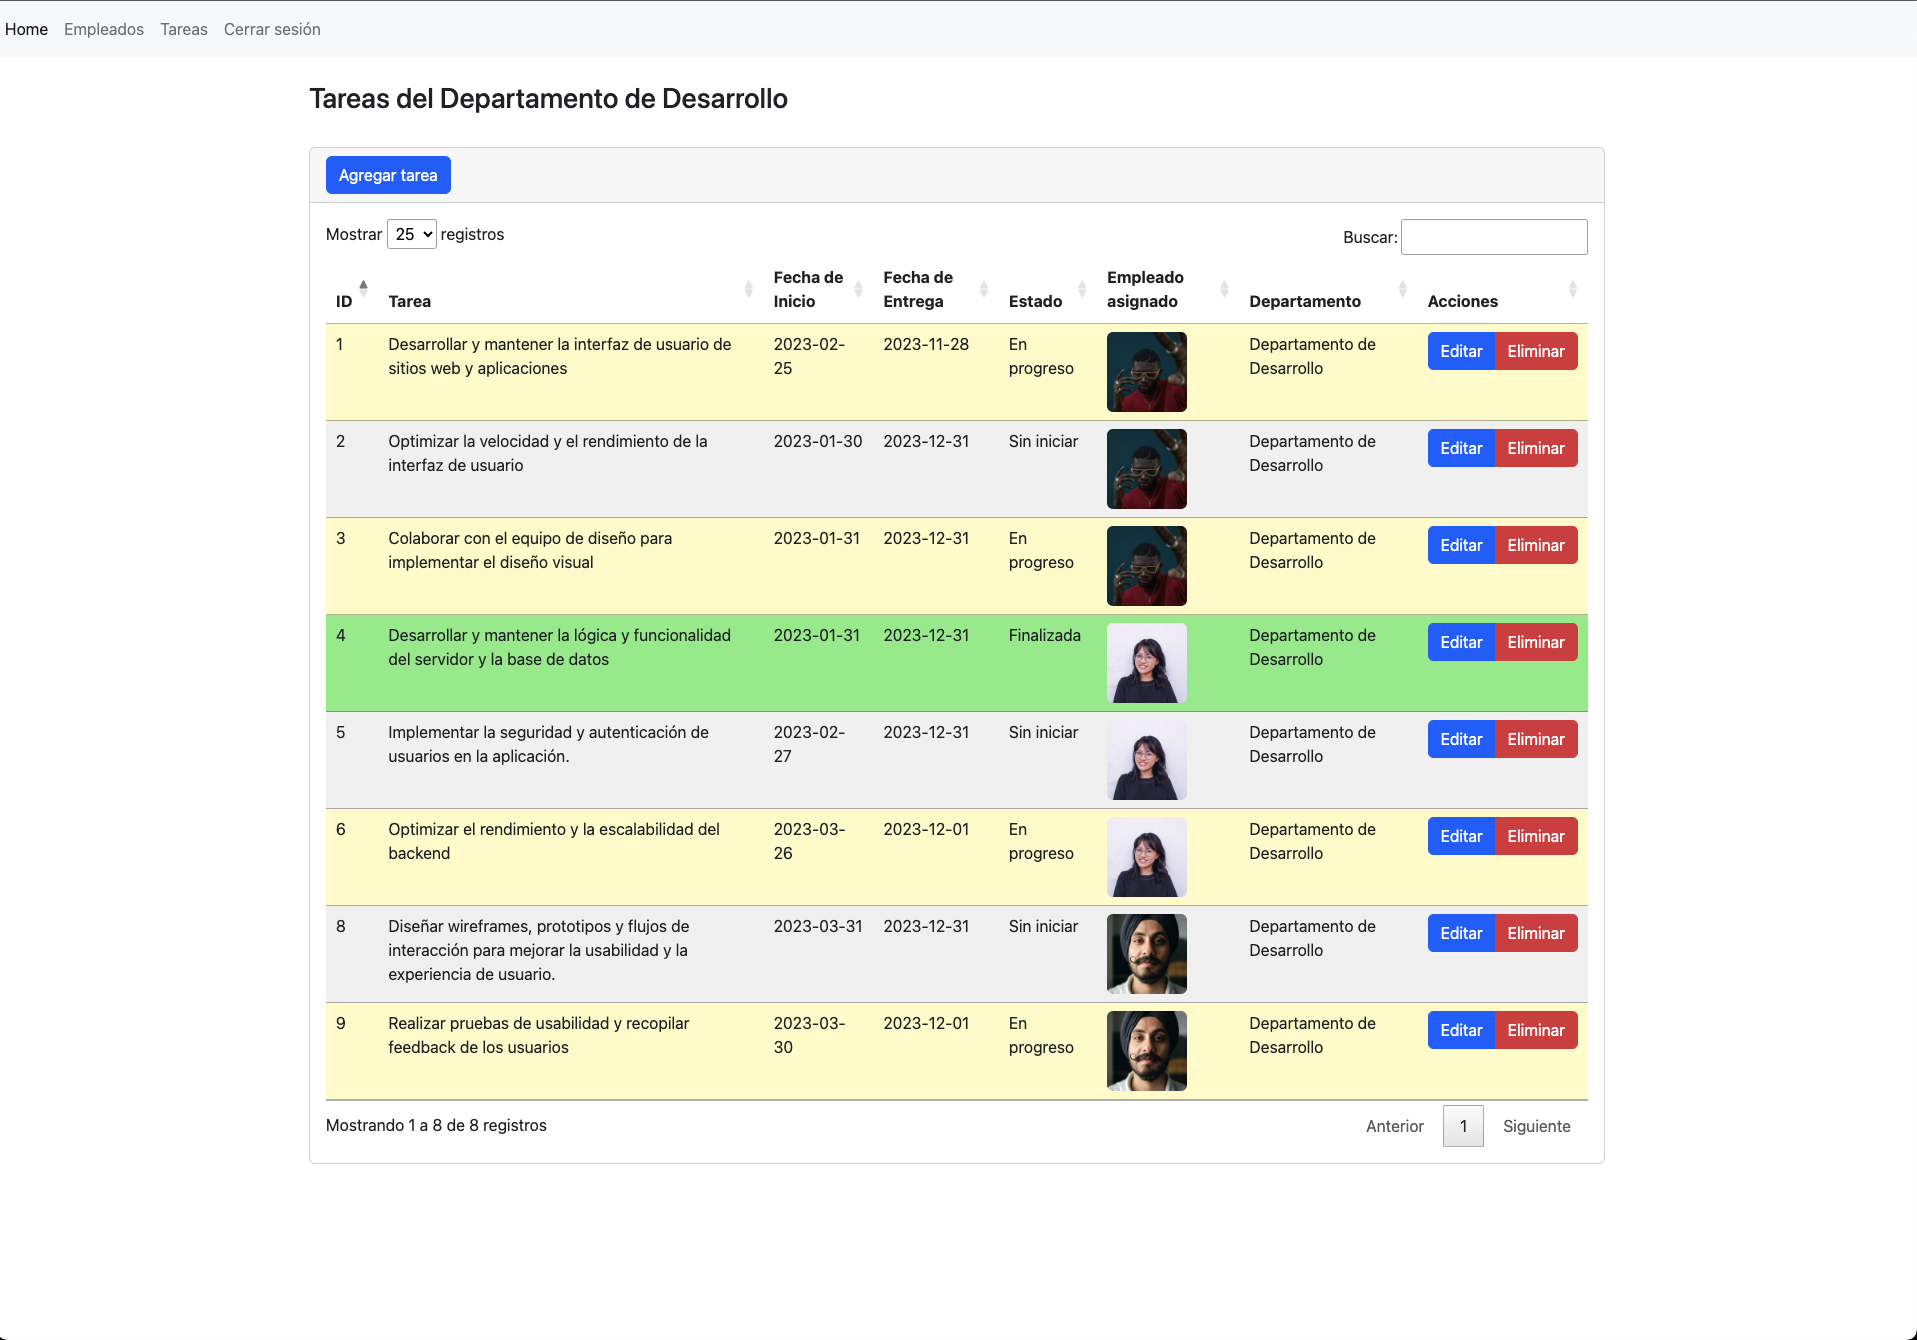 Home Empleados Tareas Cerrar sesión
Tareas del Departamento de Desarrollo
Agregar tarea
Mostrar 25 registros
Buscar:
ID Tarea Fecha de Inicio Fecha de Entrega Estado Empleado asignado Departamento Acciones
1 Desarrollar y mantener la interfaz de usuario de sitios web y aplicaciones 2023-02-25 2023-11-28 En progreso Departamento de Desarrollo Editar Eliminar
2 Optimizar la velocidad y el rendimiento de la interfaz de usuario 2023-01-30 2023-12-31 Sin iniciar Departamento de Desarrollo Editar Eliminar
3 Colaborar con el equipo de diseño para implementar el diseño visual 2023-01-31 2023-12-31 En progreso Departamento de Desarrollo Editar Eliminar
4 Desarrollar y mantener la lógica y funcionalidad del servidor y la base de datos 2023-01-31 2023-12-31 Finalizada Departamento de Desarrollo Editar Eliminar
5 Implementar la seguridad y autenticación de usuarios en la aplicación. 2023-02-27 2023-12-31 Sin iniciar Departamento de Desarrollo Editar Eliminar
6 Optimizar el rendimiento y la escalabilidad del backend 2023-03-26 2023-12-01 En progreso Departamento de Desarrollo Editar Eliminar
8 Diseñar wireframes, prototipos y flujos de interacción para mejorar la usabilidad y la experiencia de usuario. 2023-03-31 2023-12-31 Sin iniciar Departamento de Desarrollo Editar Eliminar
9 Realizar pruebas de usabilidad y recopilar feedback de los usuarios 2023-03-30 2023-12-01 En progreso Departamento de Desarrollo Editar Eliminar
Mostrando 1 a 8 de 8 registros
Anterior 1 Siguiente